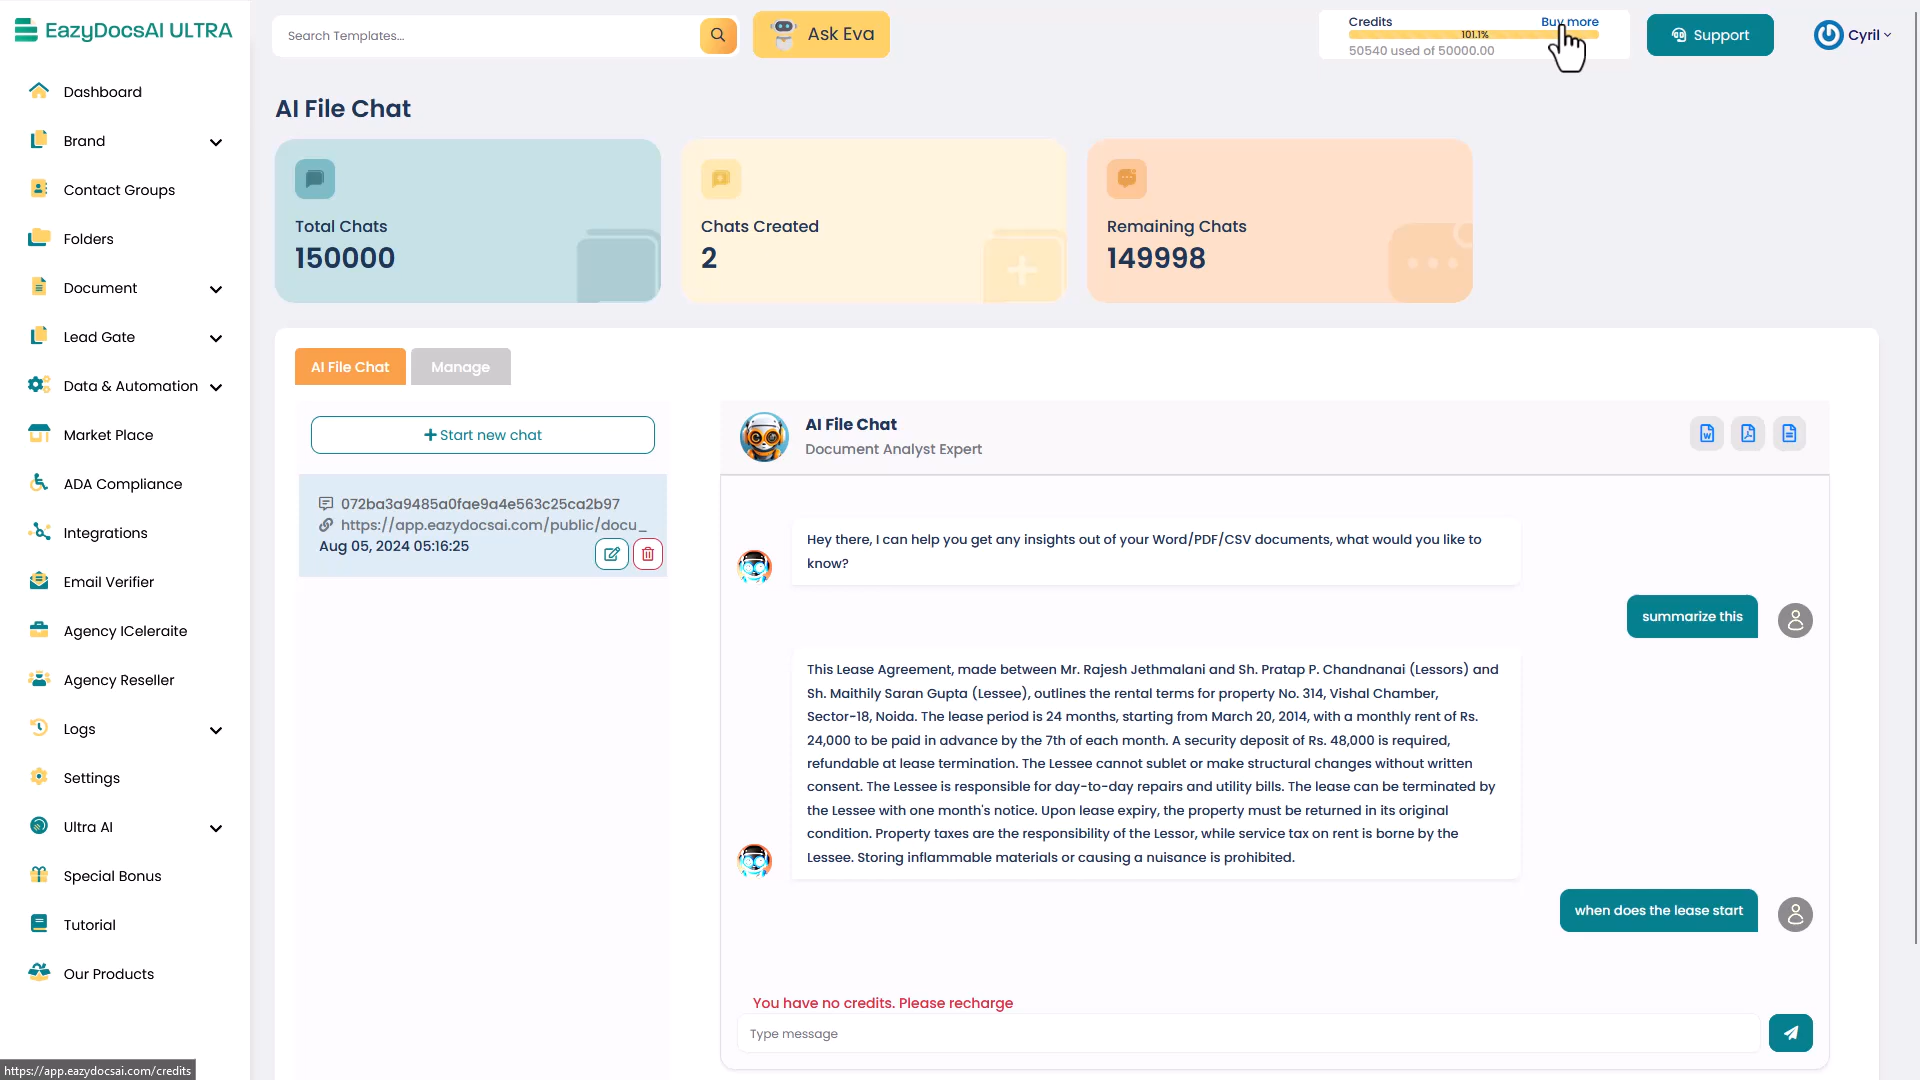 EazyDocsAI ULTRA
Search Templates...
Ask Eva
Credits
Buy more
101.1%
50540 used of 50000.00
Support
Cyril
Dashboard
Brand
Contact Groups
Folders
Document
Lead Gate
Data & Automation
Market Place
ADA Compliance
Integrations
Email Verifier
Agency ICeleraite
Agency Reseller
Logs
Settings
Ultra AI
Special Bonus
Tutorial
Our Products
https://app.eazydocsai.com/credits
AI File Chat
Total Chats
150000
Chats Created
2
Remaining Chats
149998
AI File Chat
Manage
+ Start new chat
072ba3a9485a0fae9a4e563c25ca2b97
https://app.eazydocsai.com/public/docu_
Aug 05, 2024 05:16:25
AI File Chat
Document Analyst Expert
Hey there, I can help you get any insights out of your Word/PDF/CSV documents, what would you like to
know?
summarize this
This Lease Agreement, made between Mr. Rajesh Jethmalani and Sh. Pratap P. Chandnanai (Lessors) and
Sh. Maithily Saran Gupta (Lessee), outlines the rental terms for property No. 314, Vishal Chamber,
Sector-18, Noida. The lease period is 24 months, starting from March 20, 2014, with a monthly rent of Rs.
24,000 to be paid in advance by the 7th of each month. A security deposit of Rs. 48,000 is required,
refundable at lease termination. The Lessee cannot sublet or make structural changes without written
consent. The Lessee is responsible for day-to-day repairs and utility bills. The lease can be terminated by
the Lessee with one month's notice. Upon lease expiry, the property must be returned in its original
condition. Property taxes are the responsibility of the Lessor, while service tax on rent is borne by the
Lessee. Storing inflammable materials or causing a nuisance is prohibited.
when does the lease start
You have no credits. Please recharge
Type message